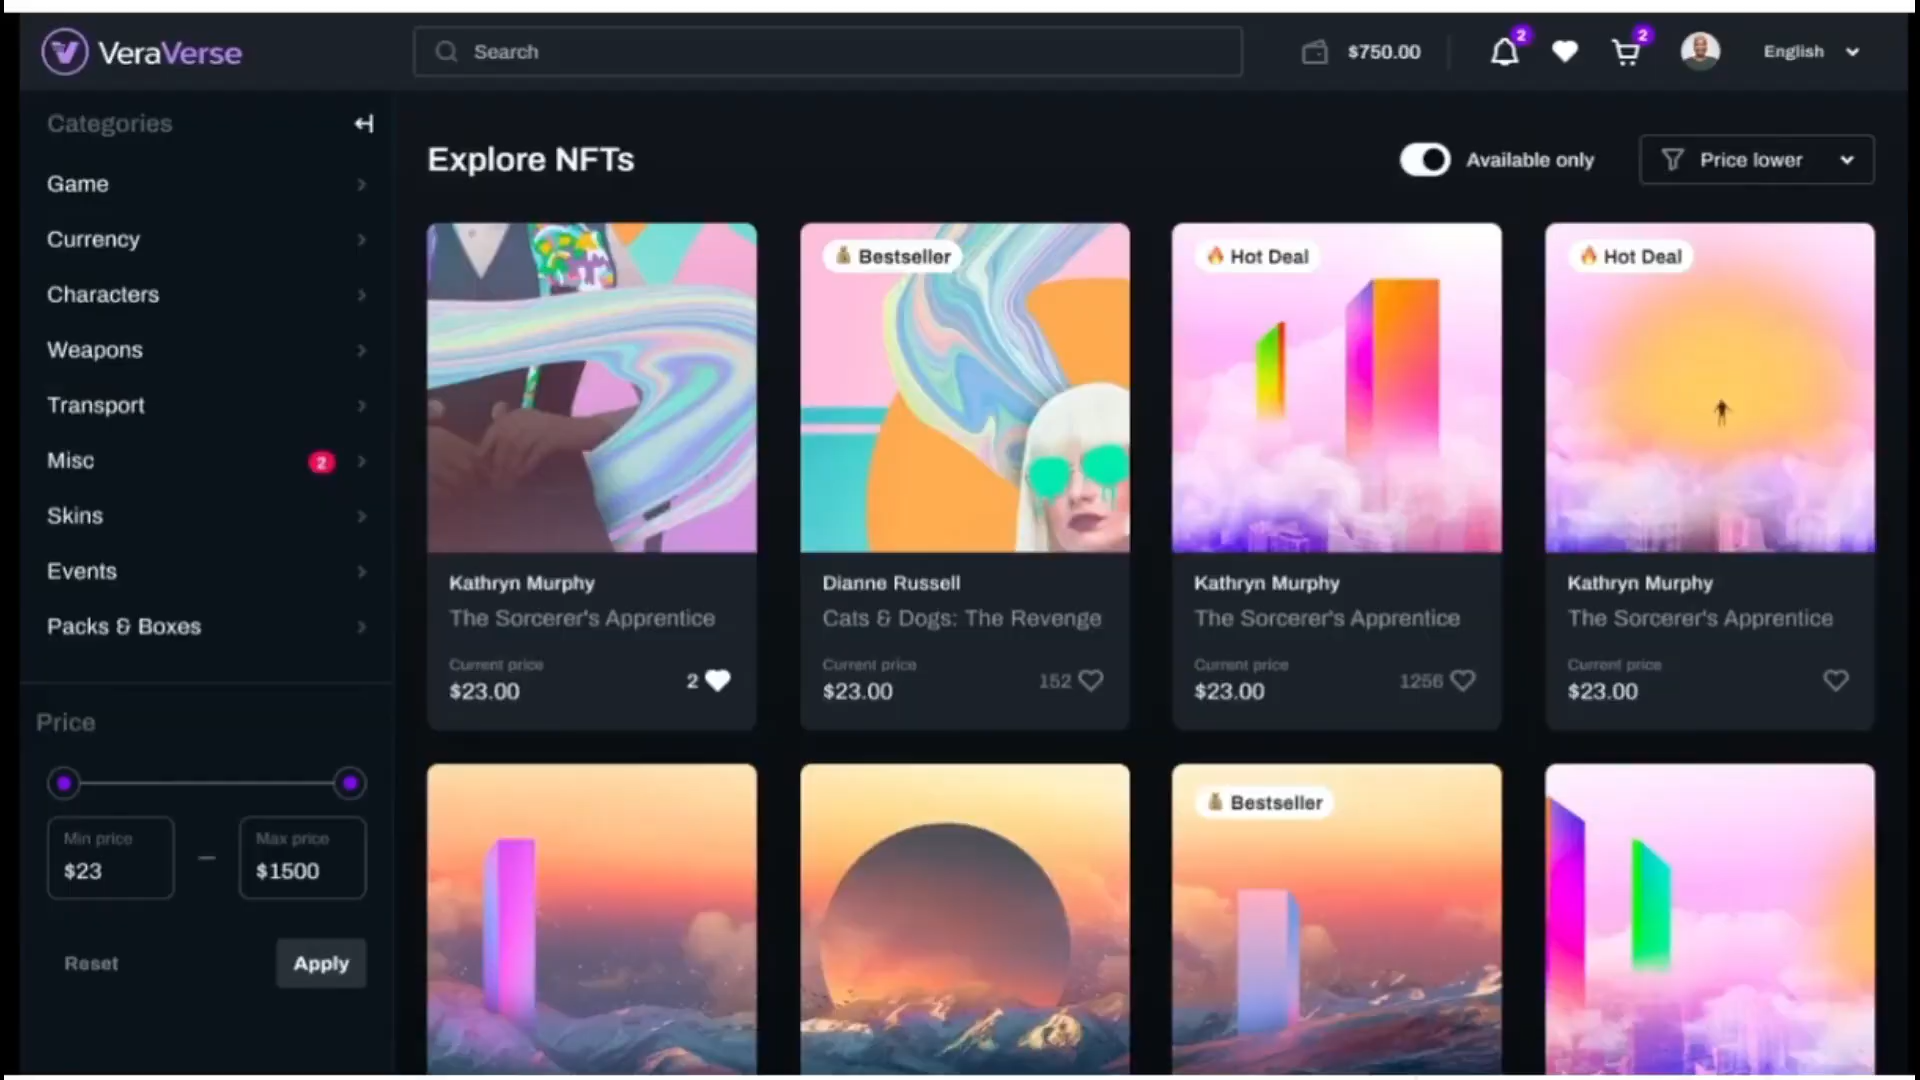 VeraVerse
Search
$750.00
2
2
English
Categories
Game
Currency
Characters
Weapons
Transport
Misc
2
Skins
Events
Packs & Boxes
Price
Min price
$23
—
Max price
$1500
Reset
Apply
Explore NFTs
Available only
Price lower
Kathryn Murphy
The Sorcerer's Apprentice
Current price
$23.00
2
Bestseller
Dianne Russell
Cats & Dogs: The Revenge
Current price
$23.00
152
Hot Deal
Kathryn Murphy
The Sorcerer's Apprentice
Current price
$23.00
1256
Hot Deal
Kathryn Murphy
The Sorcerer's Apprentice
Current price
$23.00
Bestseller